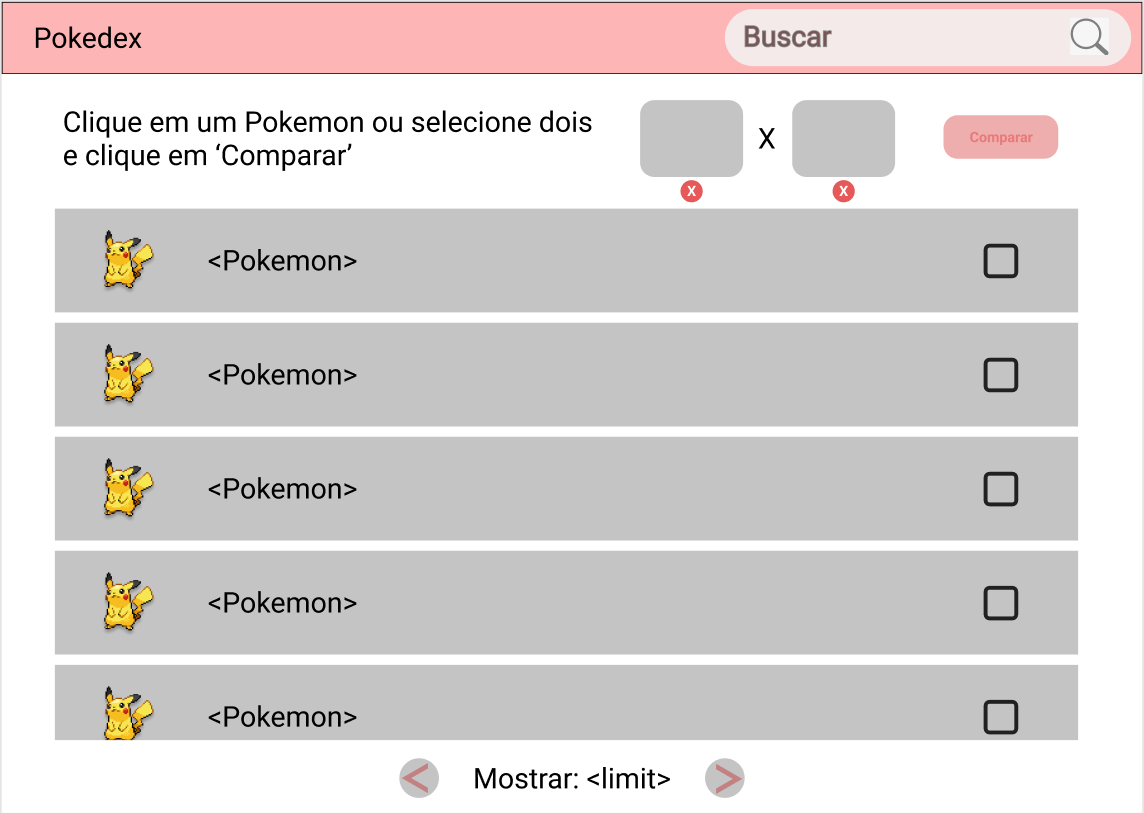 Pokedex
Buscar
Clique em um Pokemon ou selecione dois
e clique em ‘Comparar’
X
Comparar
X
X
<Pokemon>
<Pokemon>
<Pokemon>
<Pokemon>
<Pokemon>
< Mostrar: <limit> >